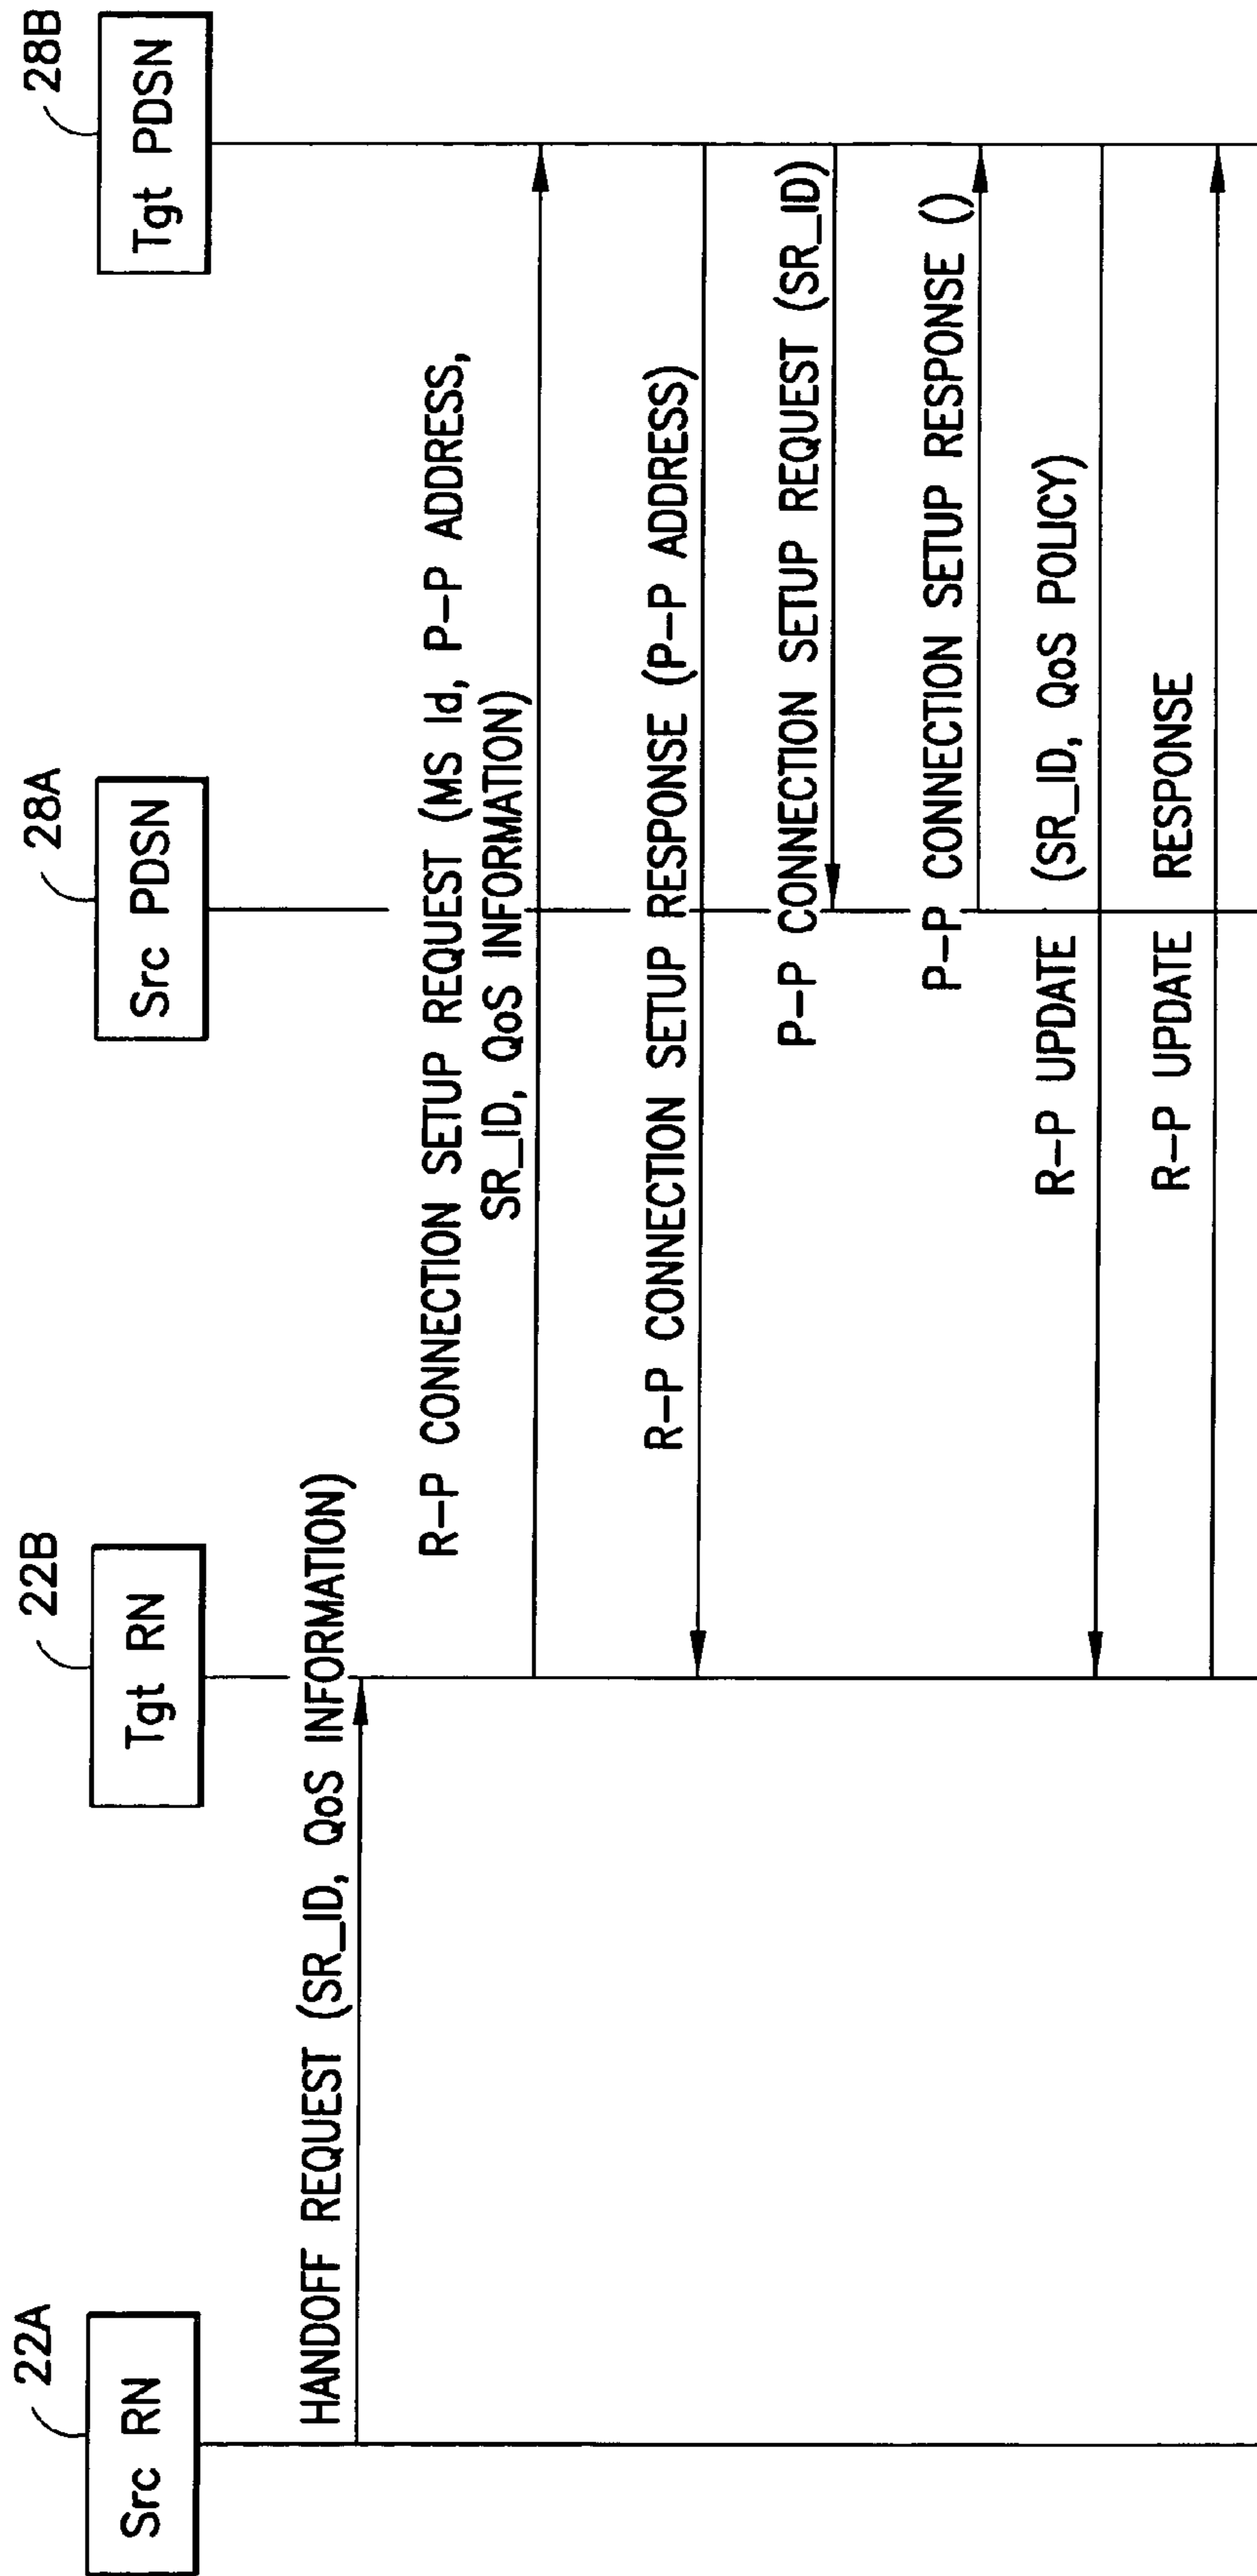 22A
22B
28A
28B
Src RN
Tgt RN
Src PDSN
Tgt PDSN
HANDOFF REQUEST (SR_ID, QoS INFORMATION)
R-P CONNECTION SETUP REQUEST (MS Id, P-P ADDRESS,
SR_ID, QoS INFORMATION)
R-P CONNECTION SETUP RESPONSE (P-P ADDRESS)
P-P CONNECTION SETUP REQUEST (SR_ID)
P-P CONNECTION SETUP RESPONSE ()
R-P UPDATE (SR_ID, QoS POLICY)
R-P UPDATE RESPONSE